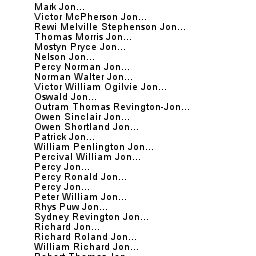 Mark Jon...
Victor McPherson Jon...
Rewi Melville Stephenson Jon...
Thomas Morris Jon...
Mostyn Pryce Jon...
Nelson Jon...
Percy Norman Jon...
Norman Walter Jon...
Victor William Ogilvie Jon...
Oswald Jon...
Outram Thomas Revington-Jon...
Owen Sinclair Jon...
Owen Shortland Jon...
Patrick Jon...
William Penlington Jon...
Percival William Jon...
Percy Jon...
Percy Ronald Jon...
Percy Jon...
Peter William Jon...
Rhys Puw Jon...
Sydney Revington Jon...
Richard Jon...
Richard Roland Jon...
William Richard Jon...
Robert Thomas Jon...